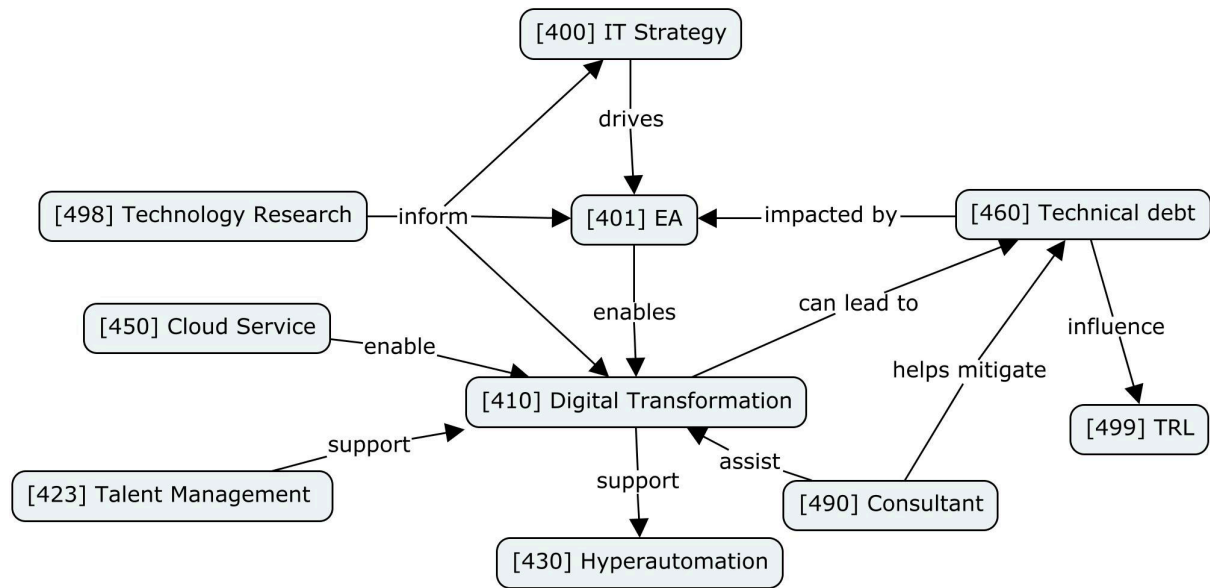 [400] IT Strategy
drives
[498] Technology Research
inform
[401] EA
impacted by
[460] Technical debt
[450] Cloud Service
enable
enables
can lead to
influence
helps mitigate
[410] Digital Transformation
[499] TRL
support
[423] Talent Management
support
assist
[490] Consultant
[430] Hyperautomation